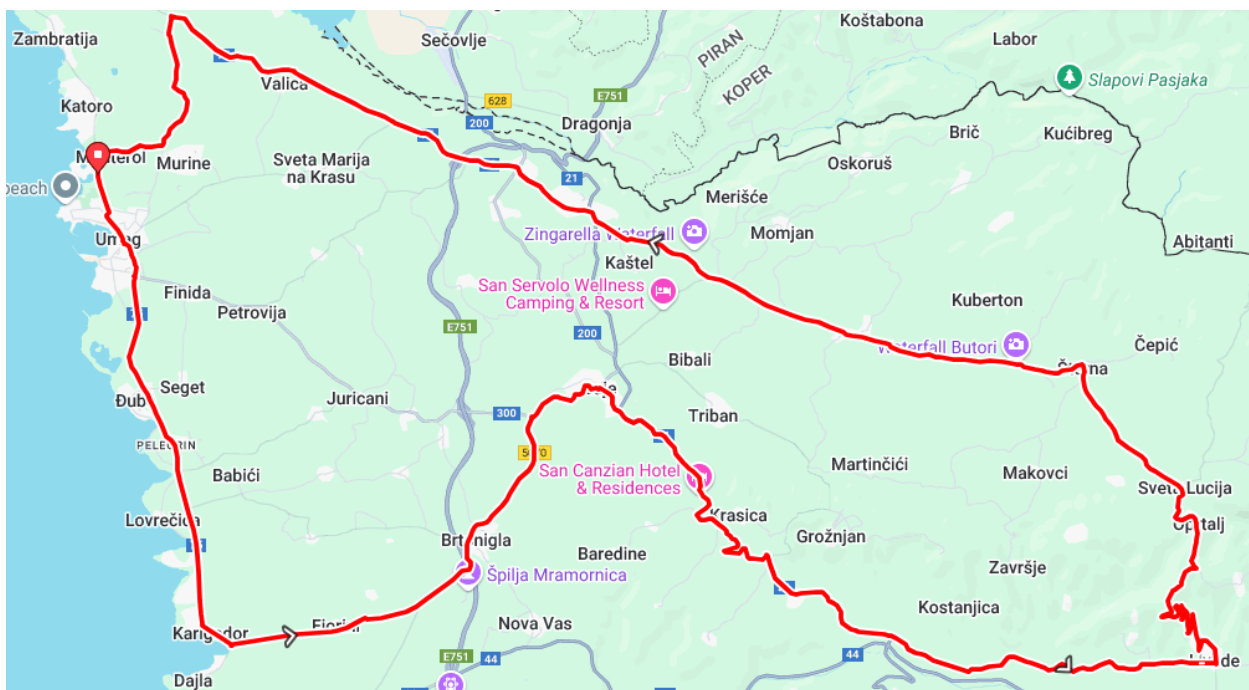 Koštabona
Zambratija
Sečovlje
Labor
PIRAN
KOPER
Slapovi Pasjaka
Valica
E751
628
Katoro
200
Dragonja
Brič
Kućibreg
Murine
Sveta Marija
na Krasu
Oskoruš
21
beach
Merišće
Zingarella Waterfall
Momjan
Abitanti
Umag
Kaštel
Finida
San Servolo Wellness
Camping & Resort
Petrovija
Kuberton
E751
200
Waterfall Butori
Čepić
Bibali
Seget
Juricani
300
Triban
PELEGRIN
Babići
San Canzian Hotel
& Residences
Martinčići
Makovci
Sveta Lucija
Lovrečica
Krasica
Grožnjan
Baredine
Završje
Špilja Mramornica
Kostanjica
Karigador
Nova Vas
E751
44
44
Dajla